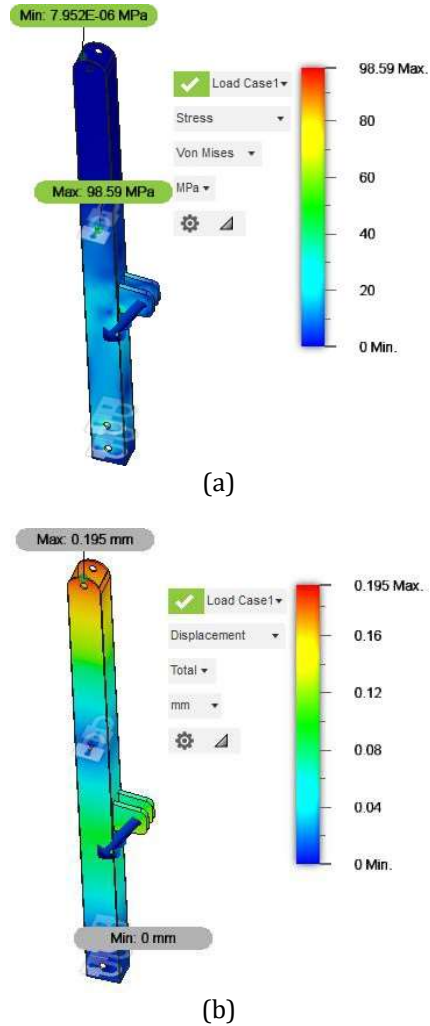 Min: 7.952E-06 MPa
Load Case1
98.59 Max.
Stress
80
Von Mises
60
Max: 98.59 MPa
MPa
40
20
0 Min.
(a)
Max: 0.195 mm
0.195 Max.
Load Case1
0.16
Displacement
Total
0.12
mm
0.08
0.04
0 Min.
Min: 0 mm
(b)